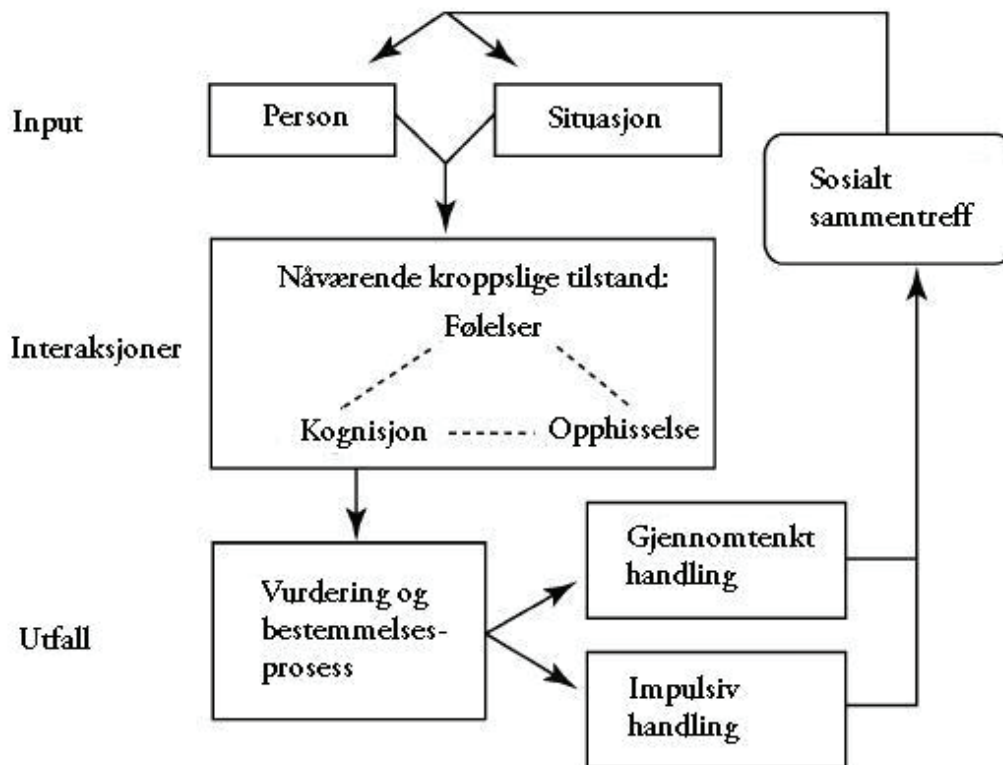 Input
Person
Situasjon
Sosialt
sammentreff
Interaksjoner
Nåværende kroppslige tilstand:
Følelser
Kognisjon
Opphisselse
Utfall
Vurdering og
bestemmelses-
prosess
Gjennomtenkt
handling
Impulsiv
handling